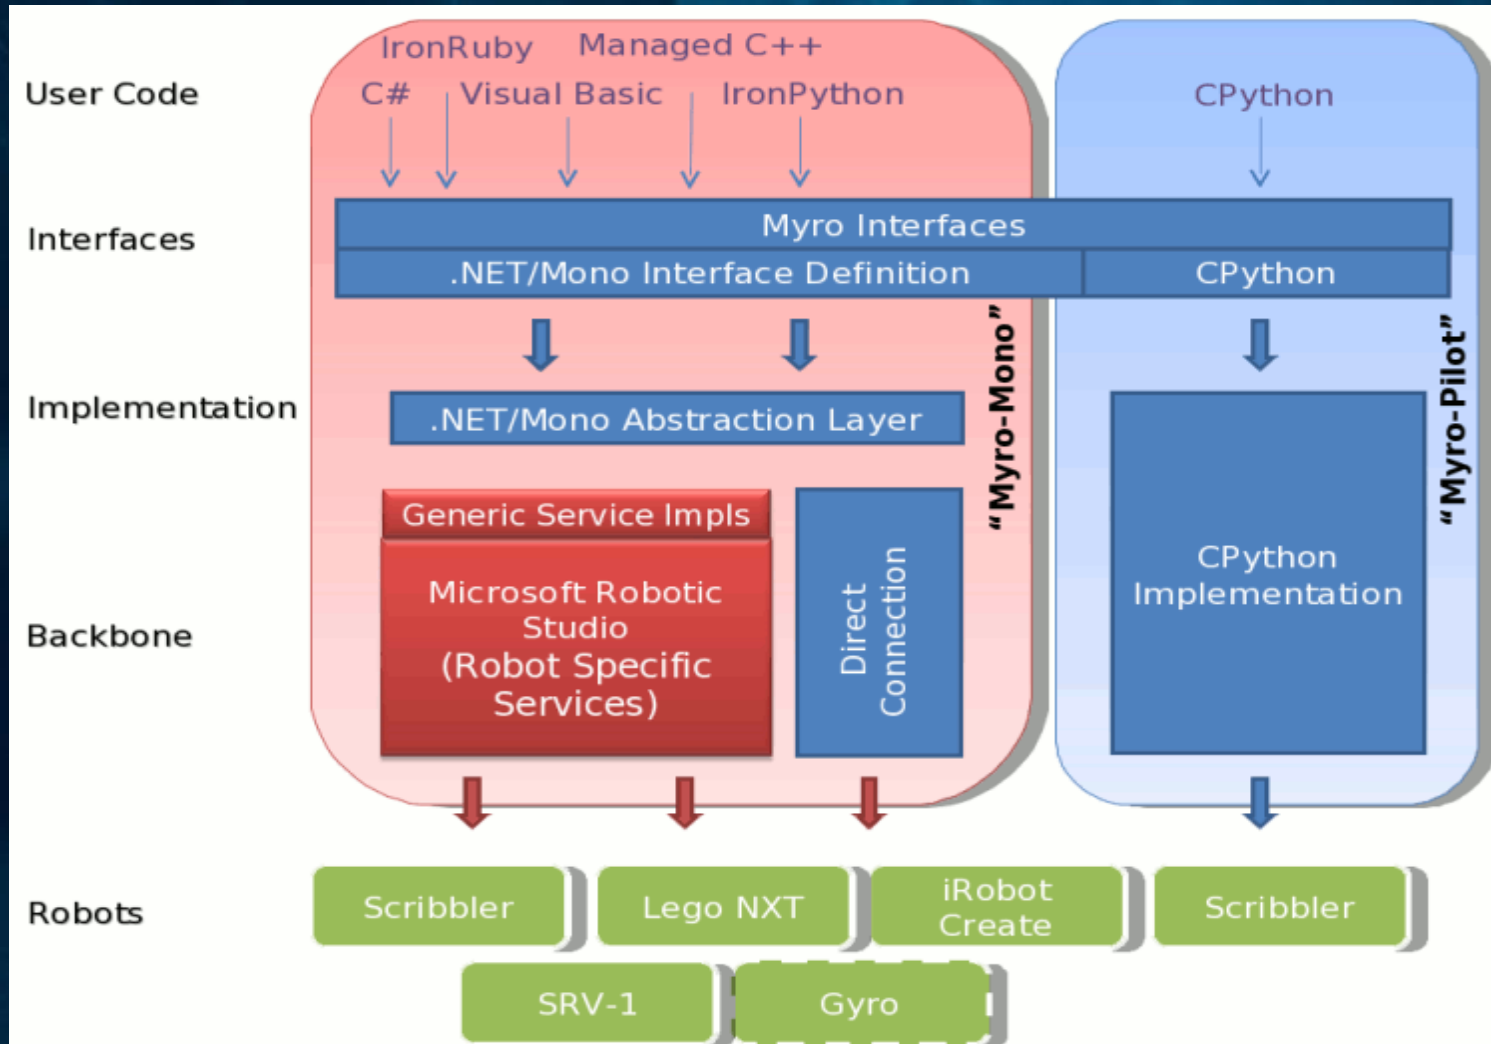 IronRuby Managed C++
User Code C# Visual Basic IronPython CPython
Interfaces
Myro Interfaces
.NET/Mono Interface Definition CPython
"Myro-Mono"
"Myro-Pilot"
Implementation
.NET/Mono Abstraction Layer
Generic Service Impls
Microsoft Robotic
Studio
(Robot Specific
Services)
Direct
Connection
CPython
Implementation
Backbone
Robots
Scribbler
Lego NXT
iRobot
Create
Scribbler
SRV-1
Gyro